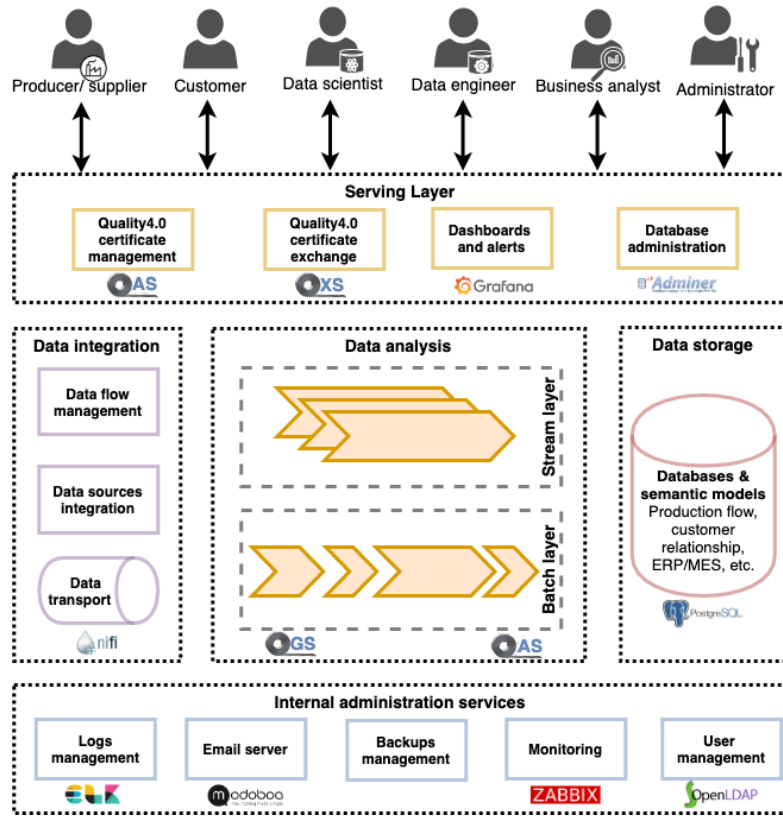 Producer/ supplier
Customer
Data scientist
Data engineer
Business analyst
Administrator
Serving Layer
Quality4.0
certificate
management
Quality4.0
certificate
exchange
Dashboards
and alerts
Database
administration
AS
XS
Grafana
Adminer
Data integration
Data flow
management
Data sources
integration
Data
transport
nifi
Data analysis
Stream layer
Batch layer
GS
AS
Data storage
Databases &
semantic models
Production flow,
customer
relationship,
ERP/MES, etc.
PostgreSQL
Internal administration services
Logs
management
Email server
Backups
management
Monitoring
User
management
ELK
modoboa
ZABBIX
OpenLDAP